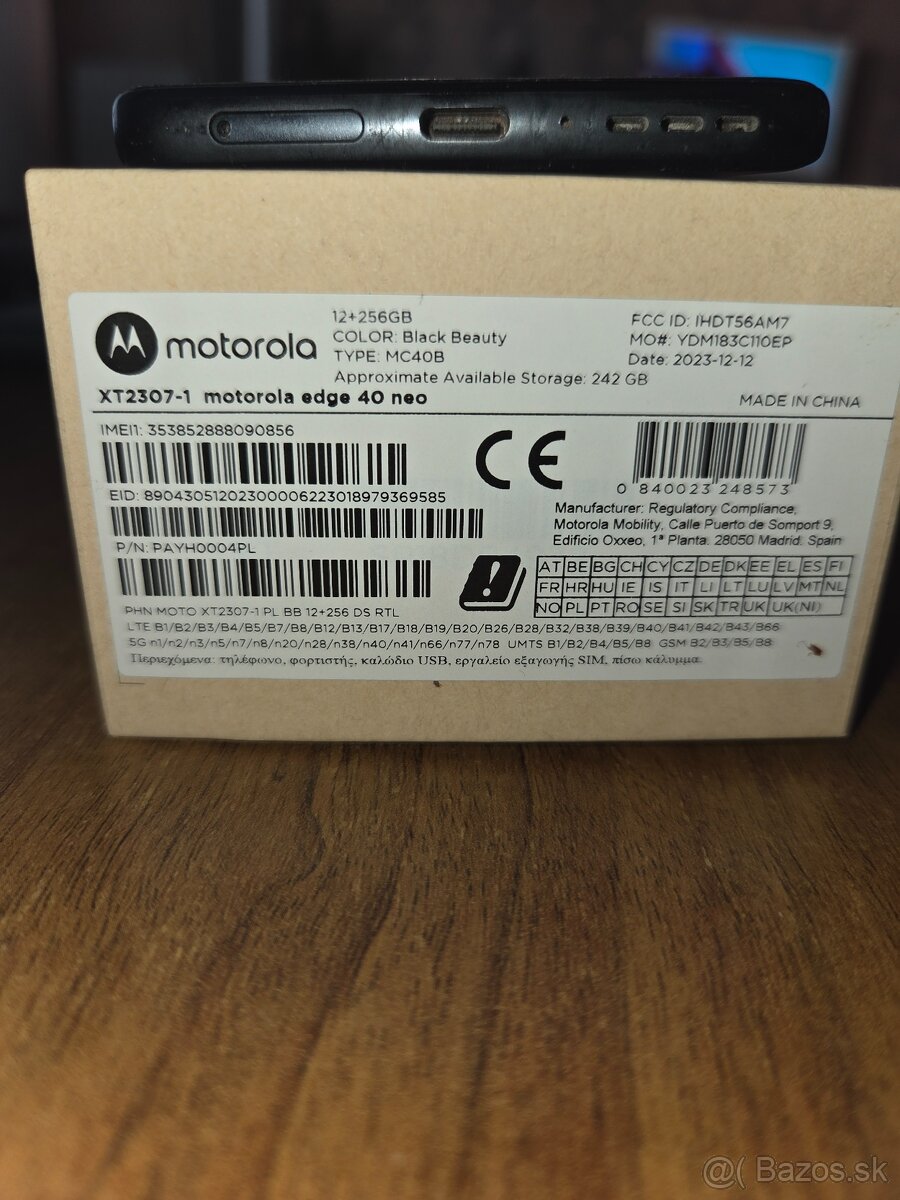 motorola
12+256GB
COLOR: Black Beauty
TYPE: MC40B
Approximate Available Storage: 242 GB
FCC ID: IHDT56AM7
MO#: YDM183C110EP
Date: 2023-12-12
XT2307-1 motorola edge 40 neo
MADE IN CHINA
IMEI1: 353852888090856
CE
0 840023 248573
EID: 89043051202300006223018979369585
Manufacturer: Regulatory Compliance,
Motorola Mobility, Calle Puerto de Somport 9,
Edificio Oxxeo, 1ª Planta. 28050 Madrid. Spain
P/N: PAYH0004PL
AT BE BG CH CY CZ DE DK EE EL ES FI
FR HR HU IE IS IT LI LT LU LV MT NL
NO PL PT RO SE SI SK TR UK UK(NI)
PHN MOTO XT2307-1 PL BB 12+256 DS RTL
LTE B1/B2/B3/B4/B5/B7/B8/B12/B13/B17/B18/B19/B20/B26/B28/B32/B38/B39/B40/B41/B42/B43/B66
5G n1/n2/n3/n5/n7/n8/n20/n28/n38/n40/n41/n66/n77/n78 UMTS B1/B2/B4/B5/B8 GSM B2/B3/B5/B8
Περιεχόμενα: τηλέφωνο, φορτιστής, καλώδιο USB, εργαλείο εξαγωγής SIM, πίσω κάλυμμα.
@( Bazos.sk